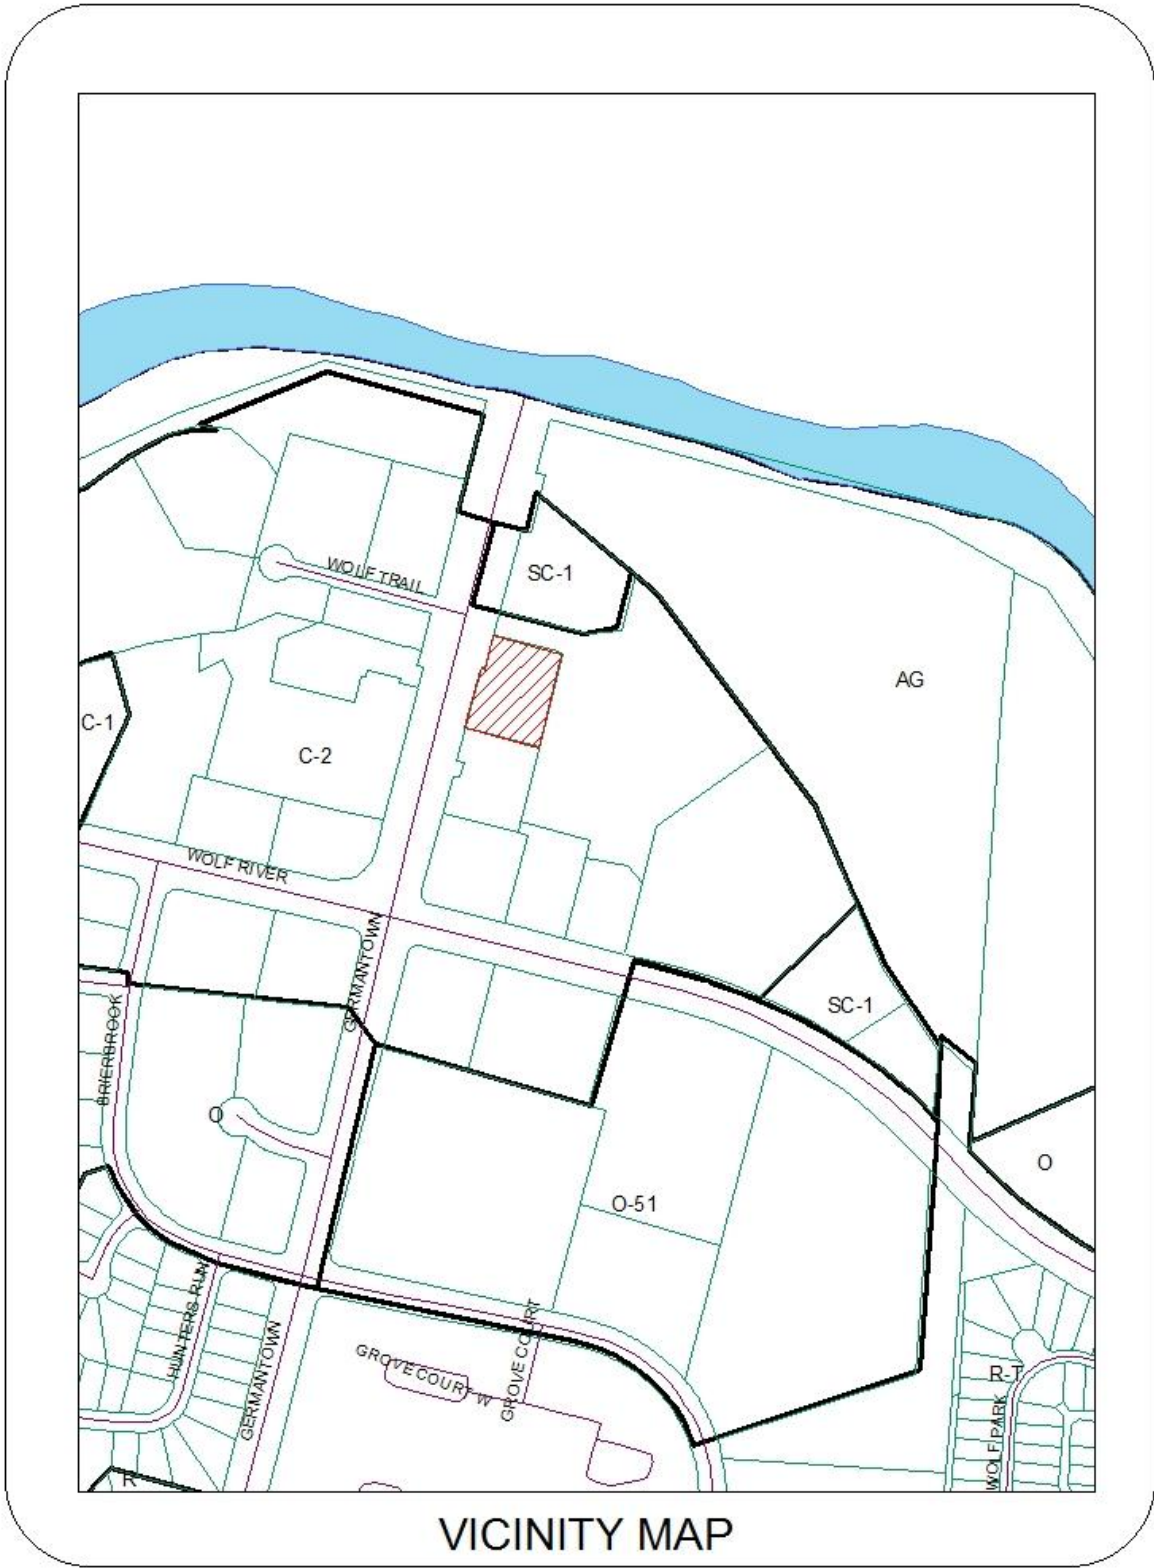 WOLF TRAIL
SC-1
AG
C-1
C-2
WOLF RIVER
GERMANTOWN
BRIERBROOK
SC-1
O
O
O-51
HUNTERS RUN
GERMANTOWN
GROVE COURT W
GROVE COURT
R-T
WOLF PARK
R
VICINITY MAP